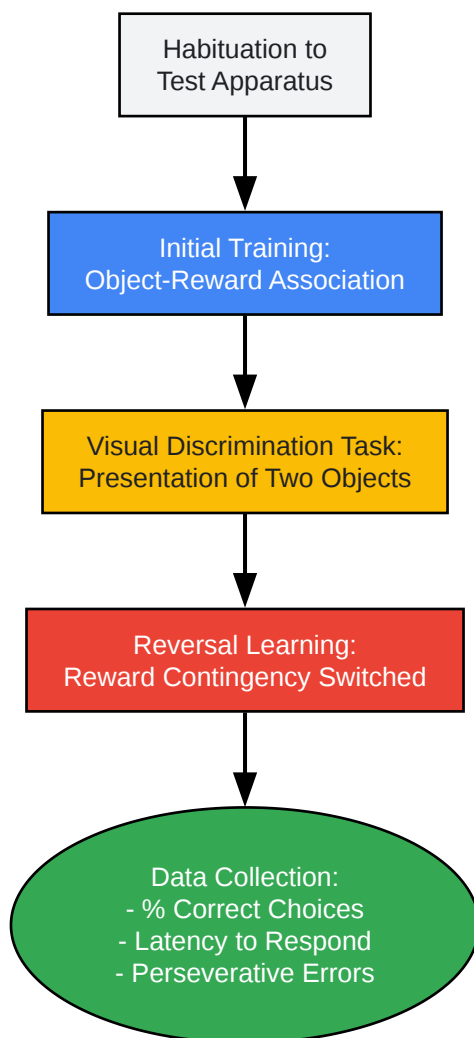 Habituation to
Test Apparatus
Initial Training:
Object-Reward Association
Visual Discrimination Task:
Presentation of Two Objects
Reversal Learning:
Reward Contingency Switched
Data Collection:
- % Correct Choices
- Latency to Respond
- Perseverative Errors